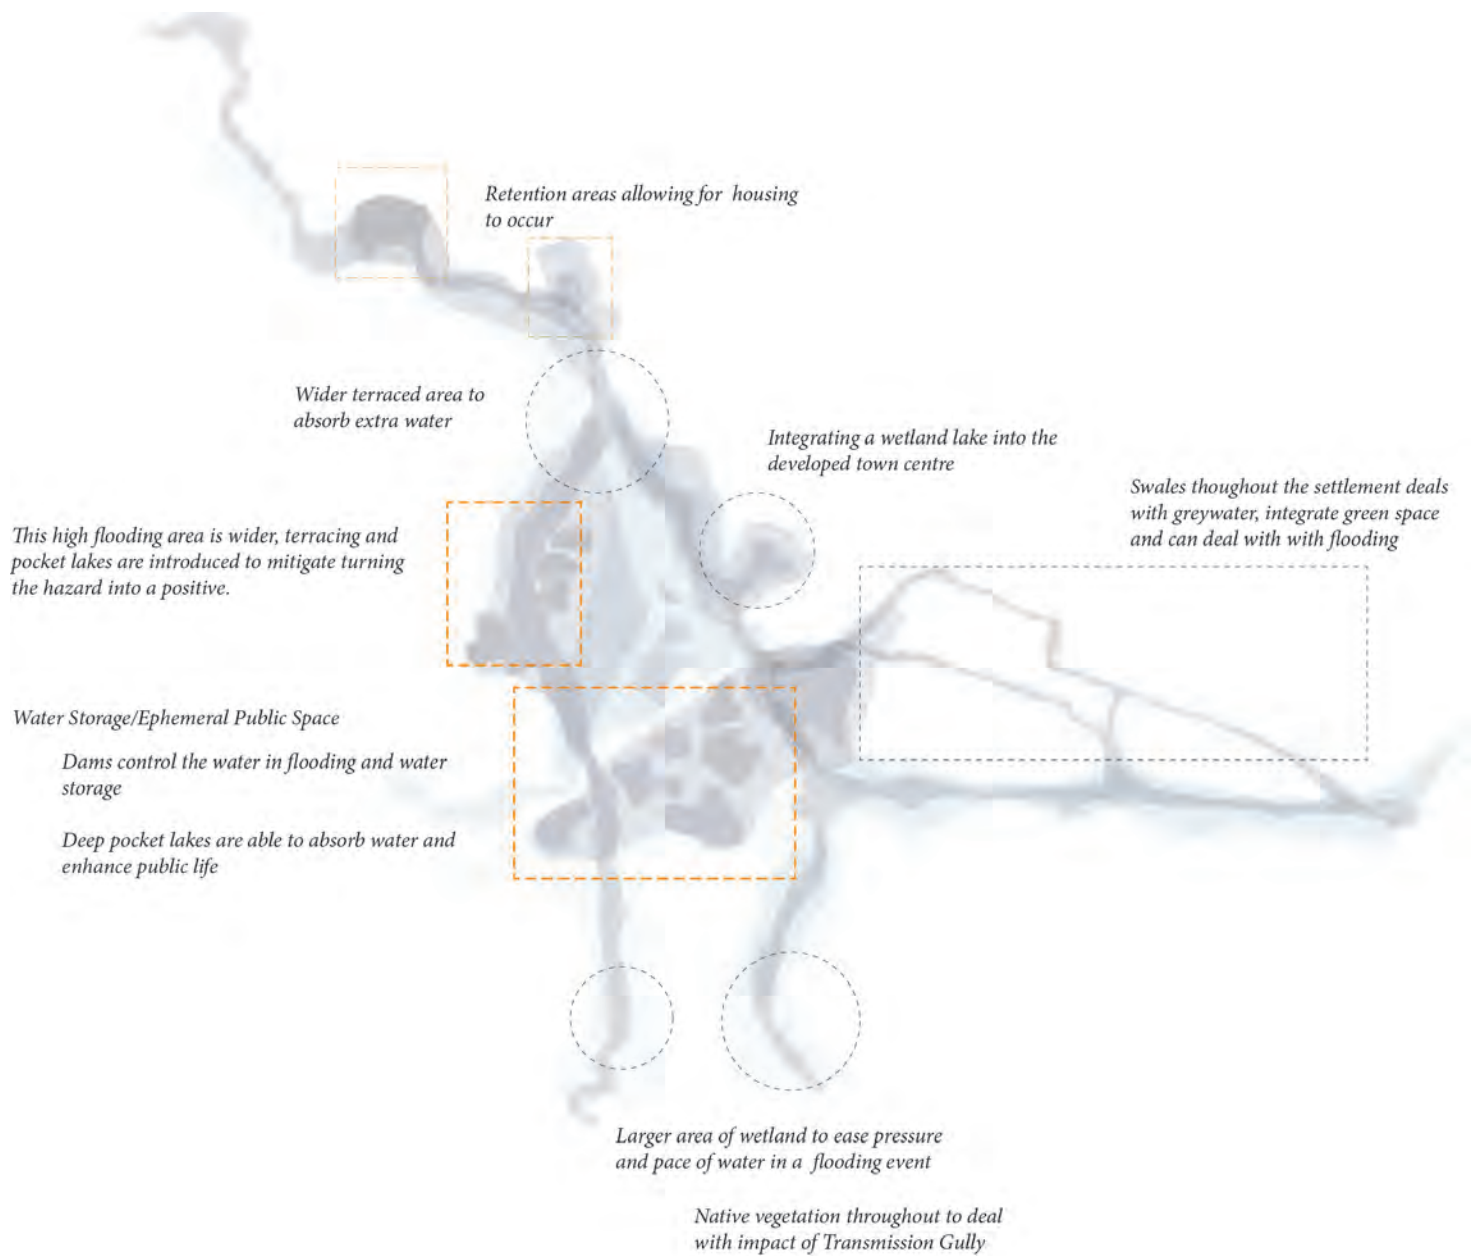 Retention areas allowing for housing
to occur
Wider terraced area to
absorb extra water
Integrating a wetland lake into the
developed town centre
Swales thoughout the settlement deals
with greywater, integrate green space
and can deal with with flooding
This high flooding area is wider, terracing and
pocket lakes are introduced to mitigate turning
the hazard into a positive.
Water Storage/Ephemeral Public Space
Dams control the water in flooding and water
storage
Deep pocket lakes are able to absorb water and
enhance public life
Larger area of wetland to ease pressure
and pace of water in a flooding event
Native vegetation throughout to deal
with impact of Transmission Gully